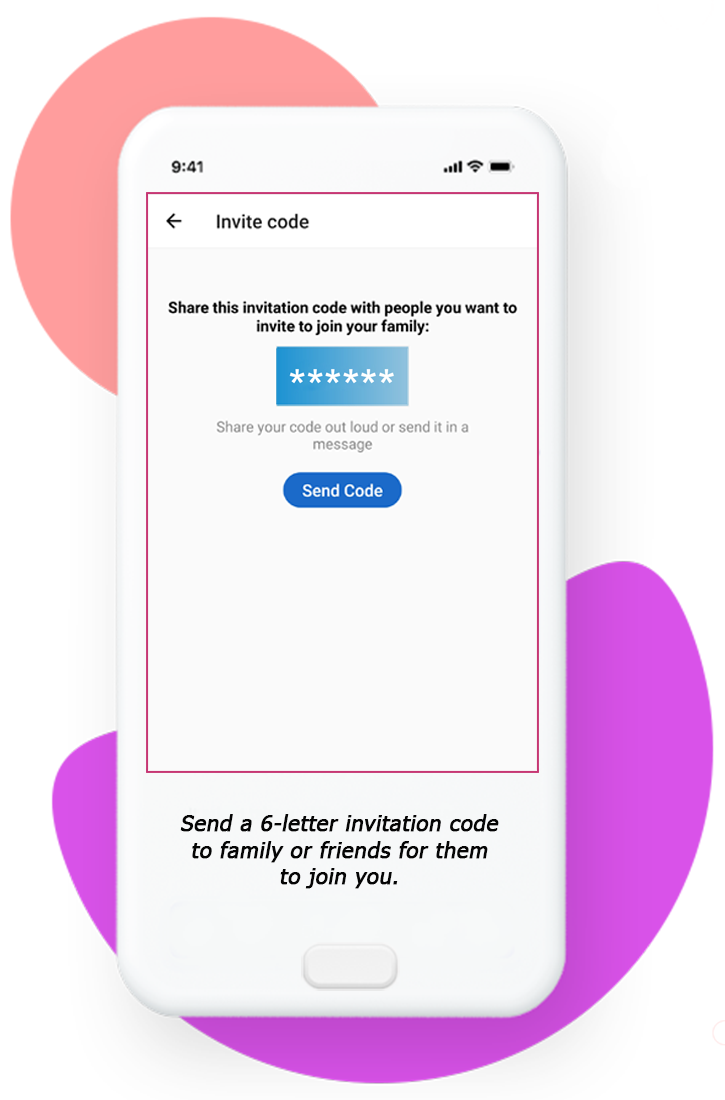 9:41
Invite code
Share this invitation code with people you want to
invite to join your family:
******
Share your code out loud or send it in a
message
Send Code
Send a 6-letter invitation code
to family or friends for them
to join you.